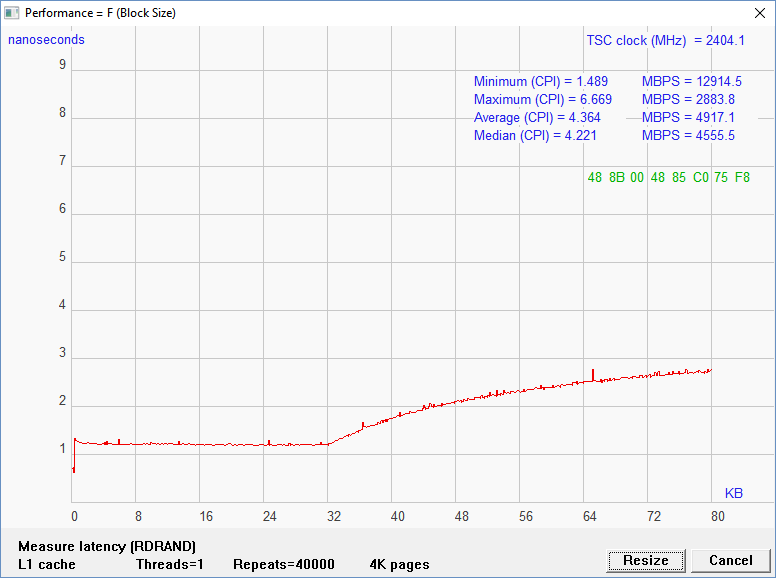 Performance = F (Block Size)
nanoseconds
TSC clock (MHz) = 2404.1
9
Minimum (CPI) = 1.489 MBPS = 12914.5
Maximum (CPI) = 6.669 MBPS = 2883.8
8
Average (CPI) = 4.364 MBPS = 4917.1
Median (CPI) = 4.221 MBPS = 4555.5
7
48 8B 00 48 85 C0 75 F8
6
5
4
3
2
1
KB
0 8 16 24 32 40 48 56 64 72 80
Measure latency (RDRAND)
L1 cache Threads=1 Repeats=40000 4K pages
Resize Cancel